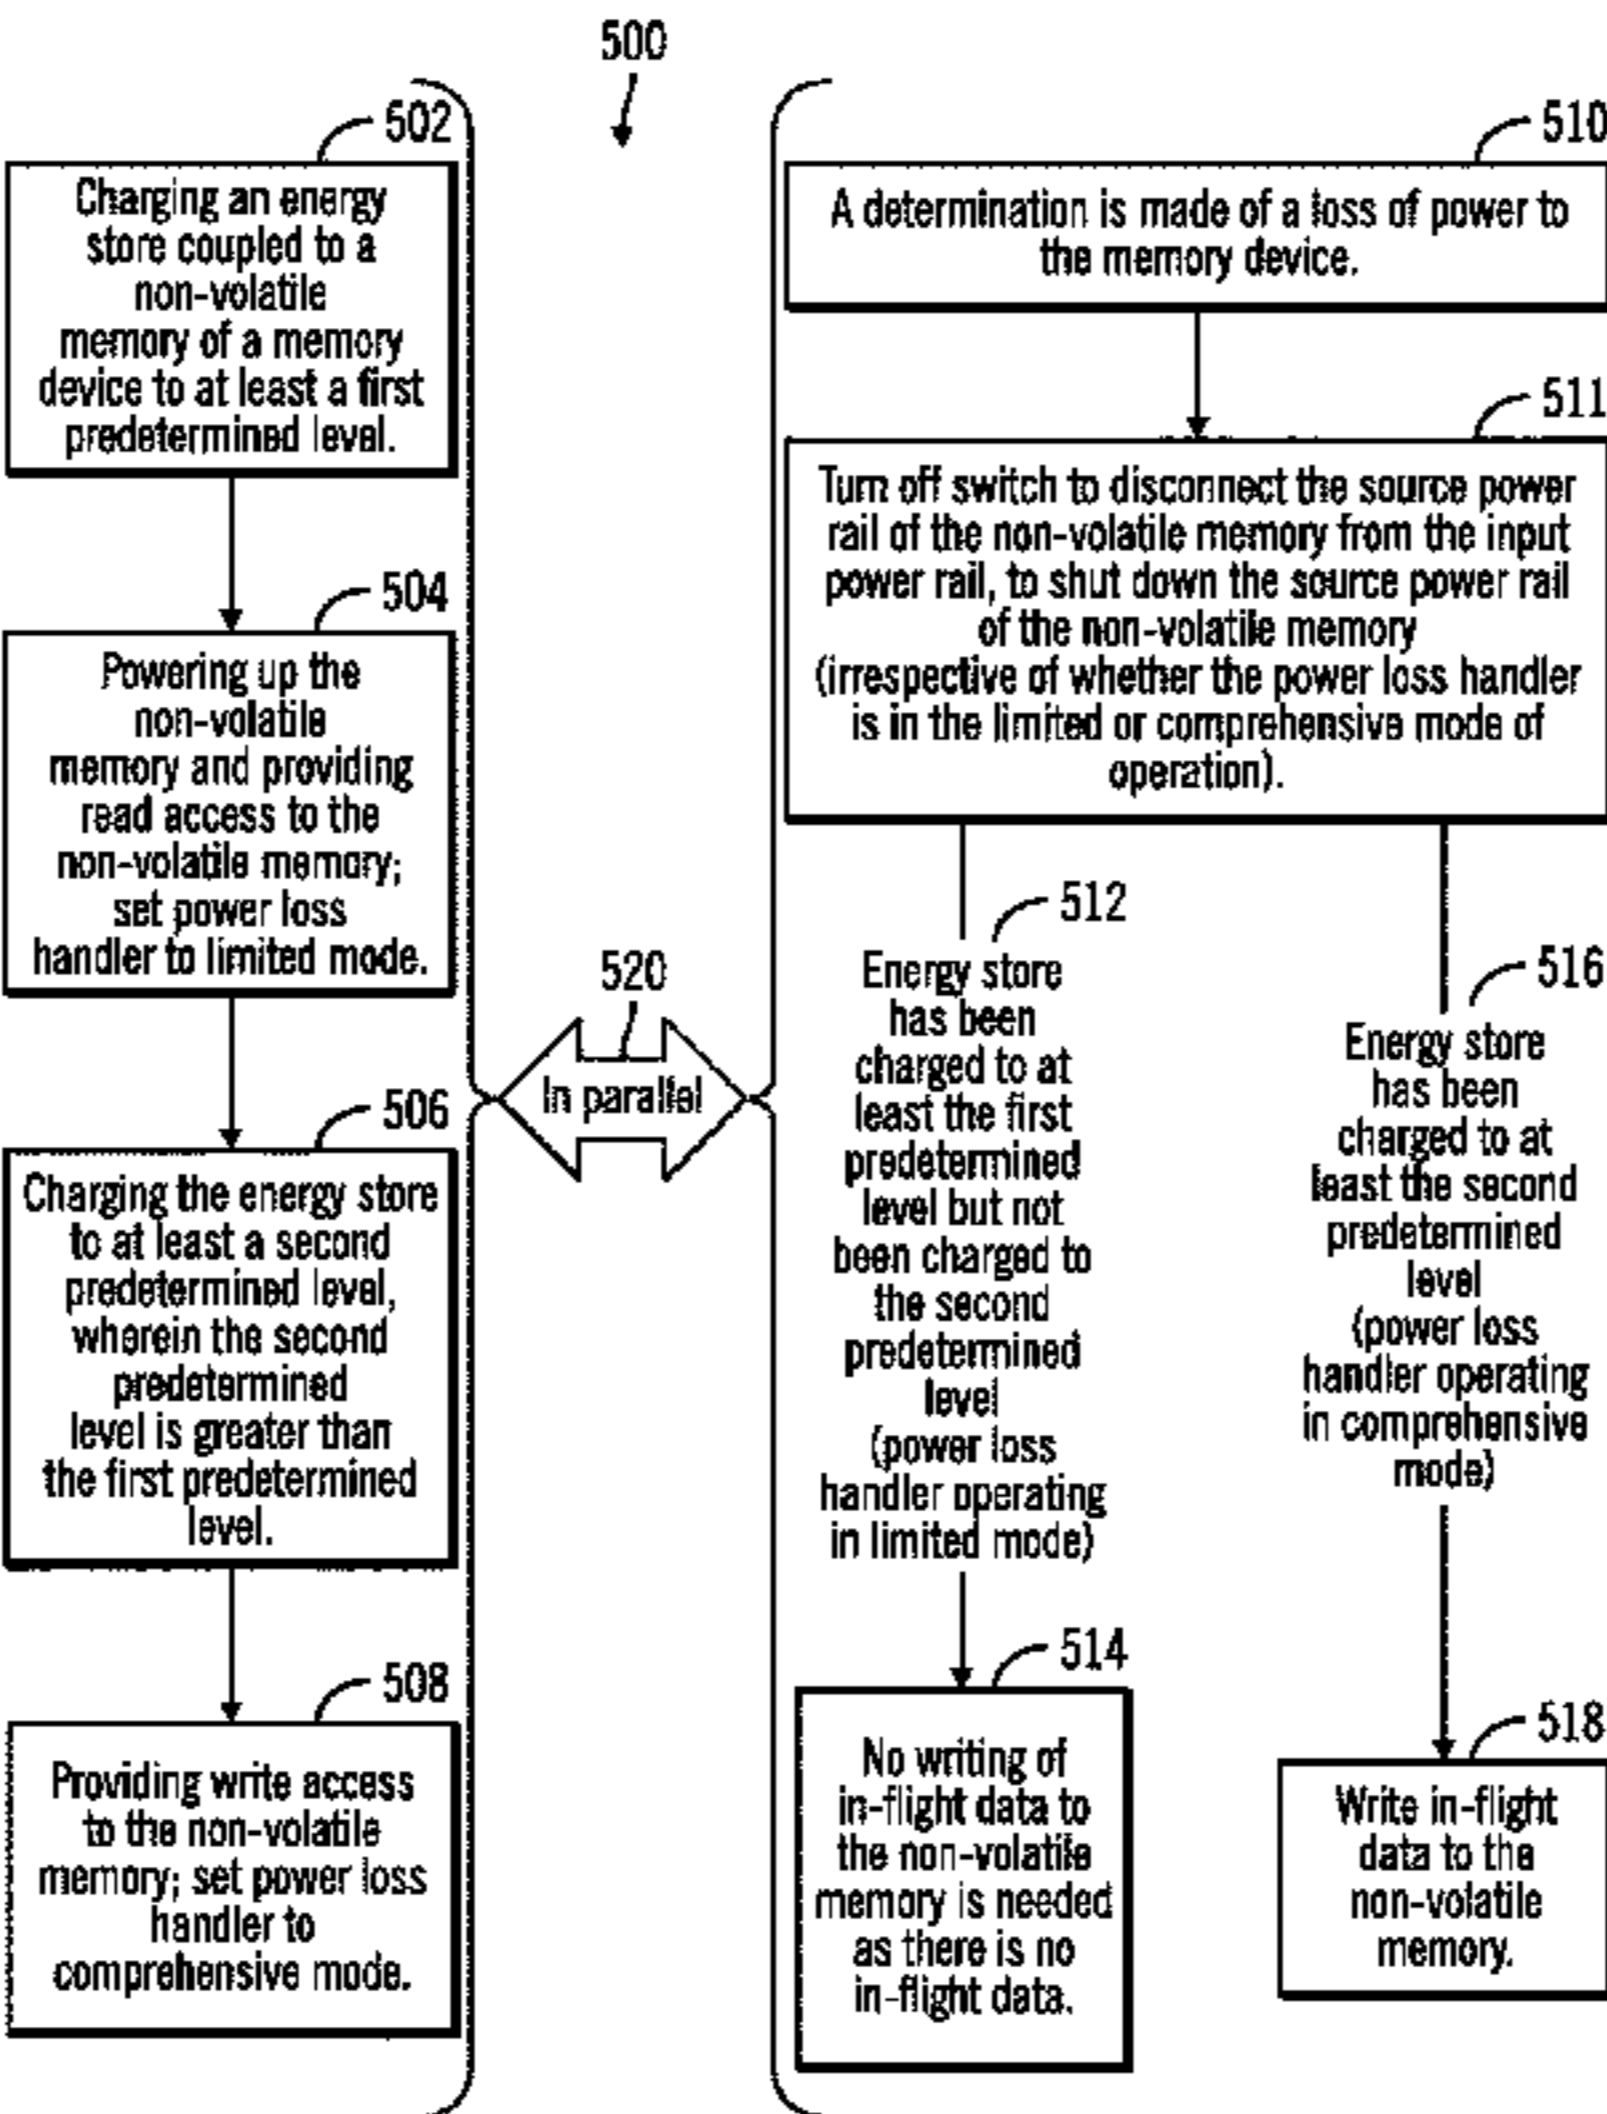 500
502
Charging an energy
store coupled to a
non-volatile
memory of a memory
device to at least a first
predetermined level.
504
Powering up the
non-volatile
memory and providing
read access to the
non-volatile memory;
set power loss
handler to limited mode.
506
Charging the energy store
to at least a second
predetermined level,
wherein the second
predetermined
level is greater than
the first predetermined
level.
508
Providing write access
to the non-volatile
memory; set power loss
handler to
comprehensive mode.
520
In parallel
510
A determination is made of a loss of power to
the memory device.
511
Turn off switch to disconnect the source power
rail of the non-volatile memory from the input
power rail, to shut down the source power rail
of the non-volatile memory
(irrespective of whether the power loss handler
is in the limited or comprehensive mode of
operation).
512
Energy store
has been
charged to at
least the first
predetermined
level but not
been charged to
the second
predetermined
level
(power loss
handler operating
in limited mode)
514
No writing of
in-flight data to
the non-volatile
memory is needed
as there is no
in-flight data.
516
Energy store
has been
charged to at
least the second
predetermined
level
(power loss
handler operating
in comprehensive
mode)
518
Write in-flight
data to the
non-volatile
memory.